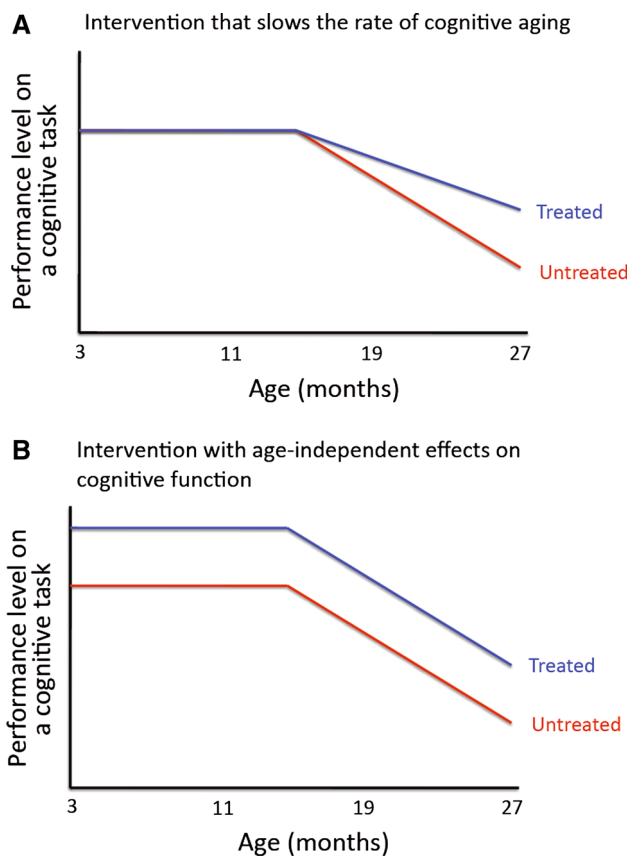 A
Intervention that slows the rate of cognitive aging
Performance level on
a cognitive task
Treated
Untreated
3
11
19
27
Age (months)
B
Intervention with age-independent effects on
cognitive function
Performance level on
a cognitive task
Treated
Untreated
3
11
19
27
Age (months)